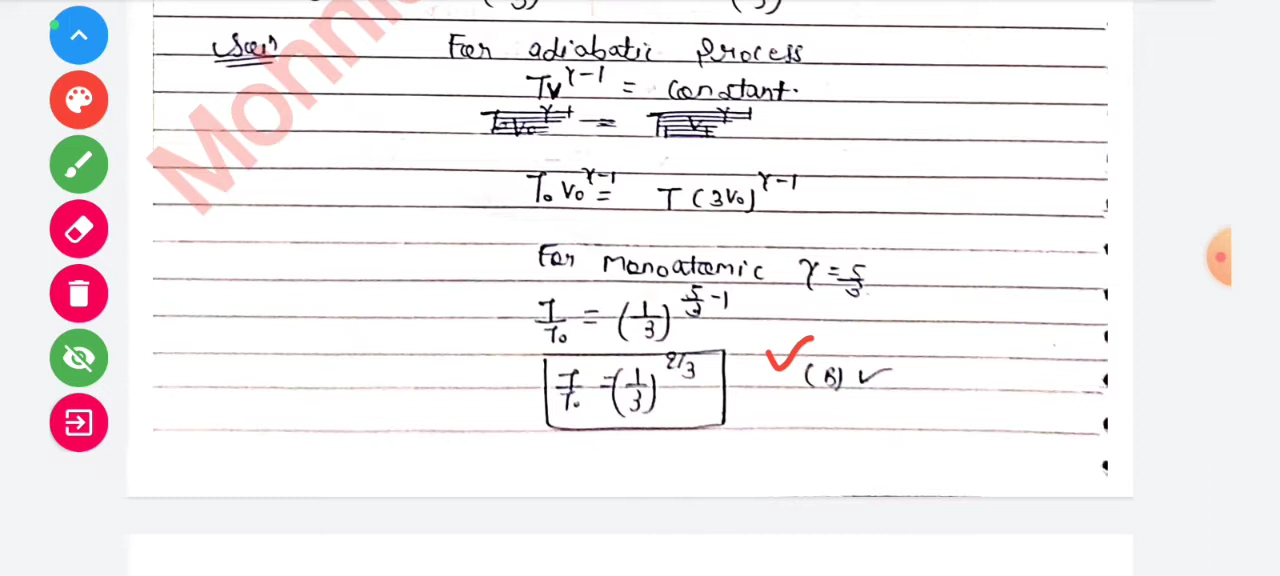 Soln
For adiabatic process
TV^γ-1 = constant.
T₀V₀^γ-1 = T(3V₀)^γ-1
For Monoatomic γ = 5/3
T/T₀ = (1/3)^5/3-1
T/T₀ = (1/3)^2/3 (B) ✓